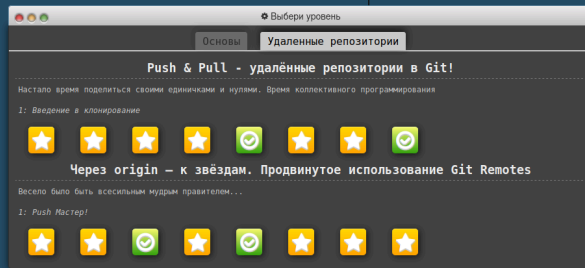 Выбери уровень
Основы Удаленные репозитории
Push & Pull - удалённые репозитории в Git!
Настало время поделиться своими единичками и нулями. Время коллективного программирования
1: Введение в клонирование
Через origin – к звёздам. Продвинутое использование Git Remotes
Весело было быть всесильным мудрым правителем...
1: Push Мастер!